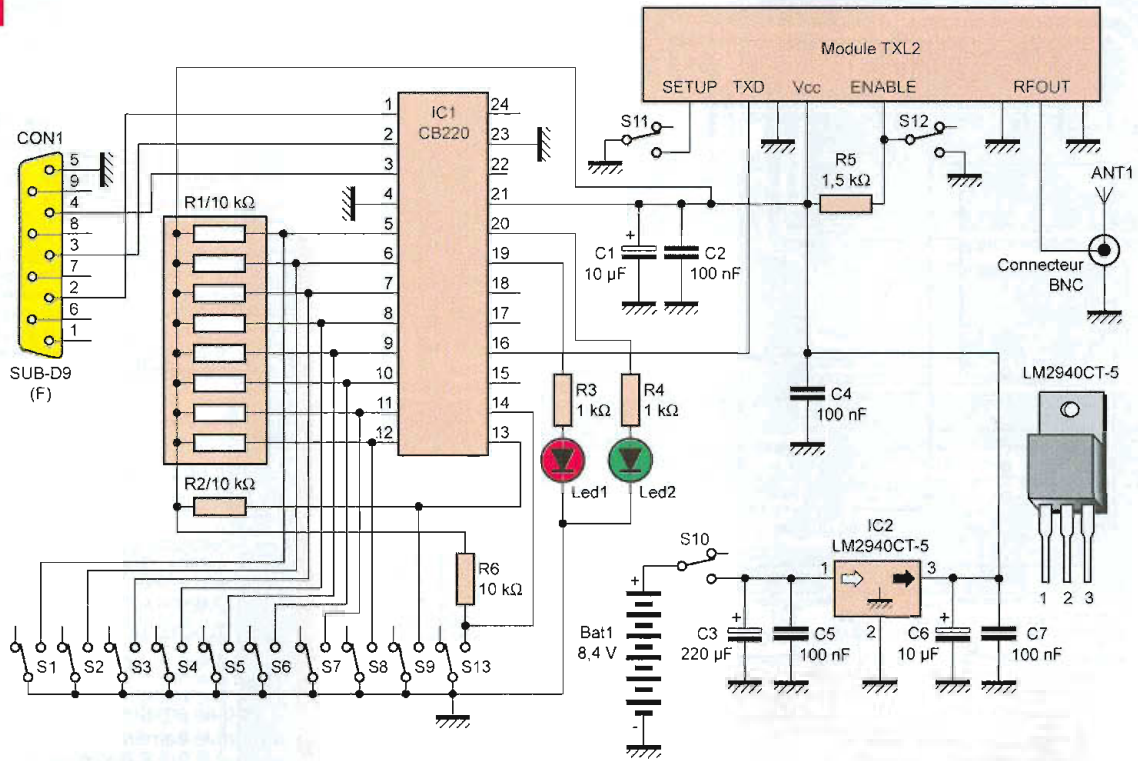 Module TXL2
SETUP TXD Vcc ENABLE RFOUT
S11
S12
R5
1,5 kΩ
ANT1
Connecteur
BNC
CON1
5
9
4
8
3
7
2
6
1
SUB-D9
(F)
IC1
CB220
1
2
3
4
5
6
7
8
9
10
11
12
24
23
22
21
20
19
18
17
16
15
14
13
R1/10 kΩ
R2/10 kΩ
+
C1
10 µF
C2
100 nF
R3
1 kΩ
R4
1 kΩ
Led1
Led2
C4
100 nF
LM2940CT-5
1 2 3
R6
10 kΩ
S1 S2 S3 S4 S5 S6 S7 S8 S9 S13
S10
+
Bat1
8,4 V
-
IC2
LM2940CT-5
1
3
2
+
C3
220 µF
C5
100 nF
+
C6
10 µF
C7
100 nF